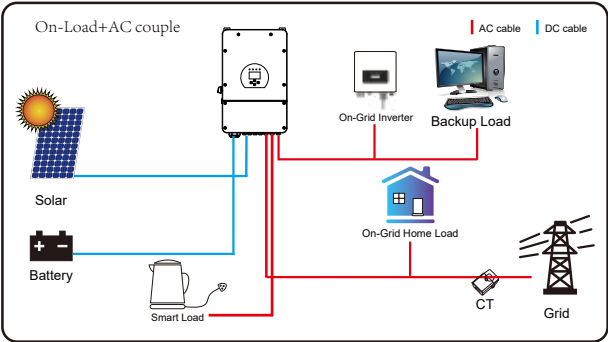 On-Load+AC couple
AC cable
DC cable
On-Grid Inverter
Backup Load
Solar
On-Grid Home Load
Battery
Smart Load
CT
Grid